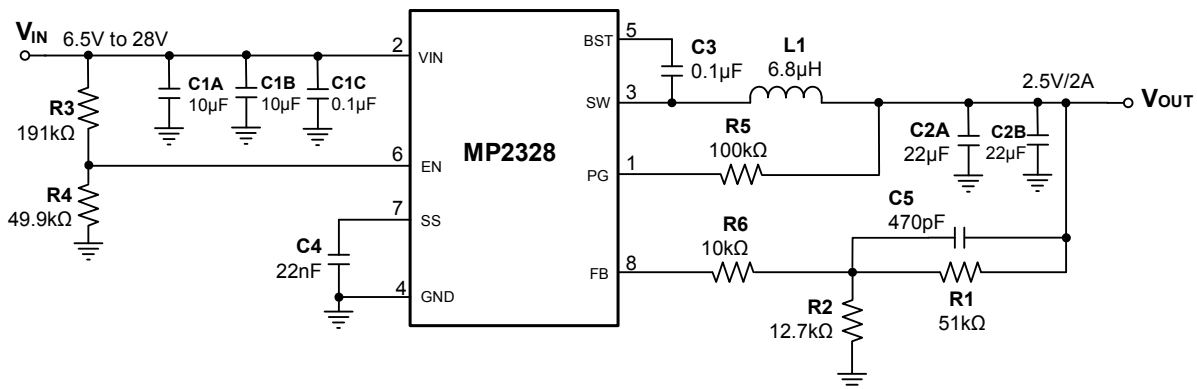 VIN 6.5V to 28V
R3
191kΩ
R4
49.9kΩ
C1A
10μF
C1B
10μF
C1C
0.1μF
C4
22nF
2
VIN
6
EN
7
SS
4
GND
MP2328
BST
5
SW
3
PG
1
FB
8
C3
0.1μF
L1
6.8μH
R5
100kΩ
R6
10kΩ
2.5V/2A
VOUT
C2A
22μF
C2B
22μF
C5
470pF
R1
51kΩ
R2
12.7kΩ